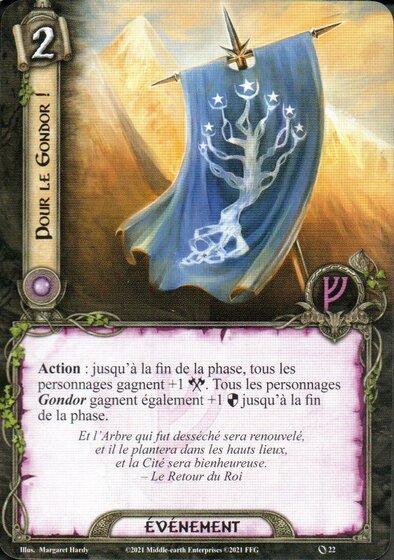 2
POUR LE GONDOR !
Action : jusqu'à la fin de la phase, tous les
personnages gagnent +1 . Tous les personnages
Gondor gagnent également +1 jusqu'à la fin
de la phase.
Et l'Arbre qui fut desséché sera renouvelé,
et il le plantera dans les hauts lieux,
et la Cité sera bienheureuse.
– Le Retour du Roi
ÉVÉNEMENT
Illus. Margaret Hardy ©2021 Middle-earth Enterprises ©2021 FFG 22